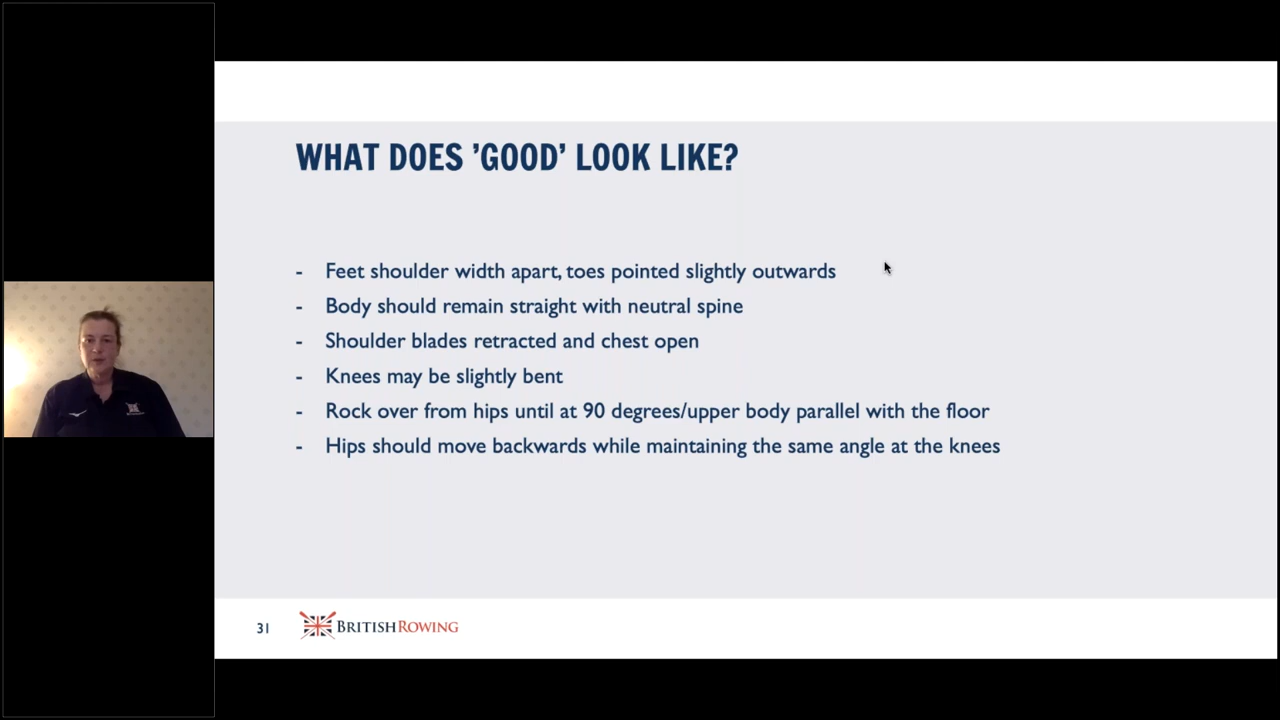 WHAT DOES 'GOOD' LOOK LIKE?
- Feet shoulder width apart, toes pointed slightly outwards
- Body should remain straight with neutral spine
- Shoulder blades retracted and chest open
- Knees may be slightly bent
- Rock over from hips until at 90 degrees/upper body parallel with the floor
- Hips should move backwards while maintaining the same angle at the knees
31
BRITISHROWING